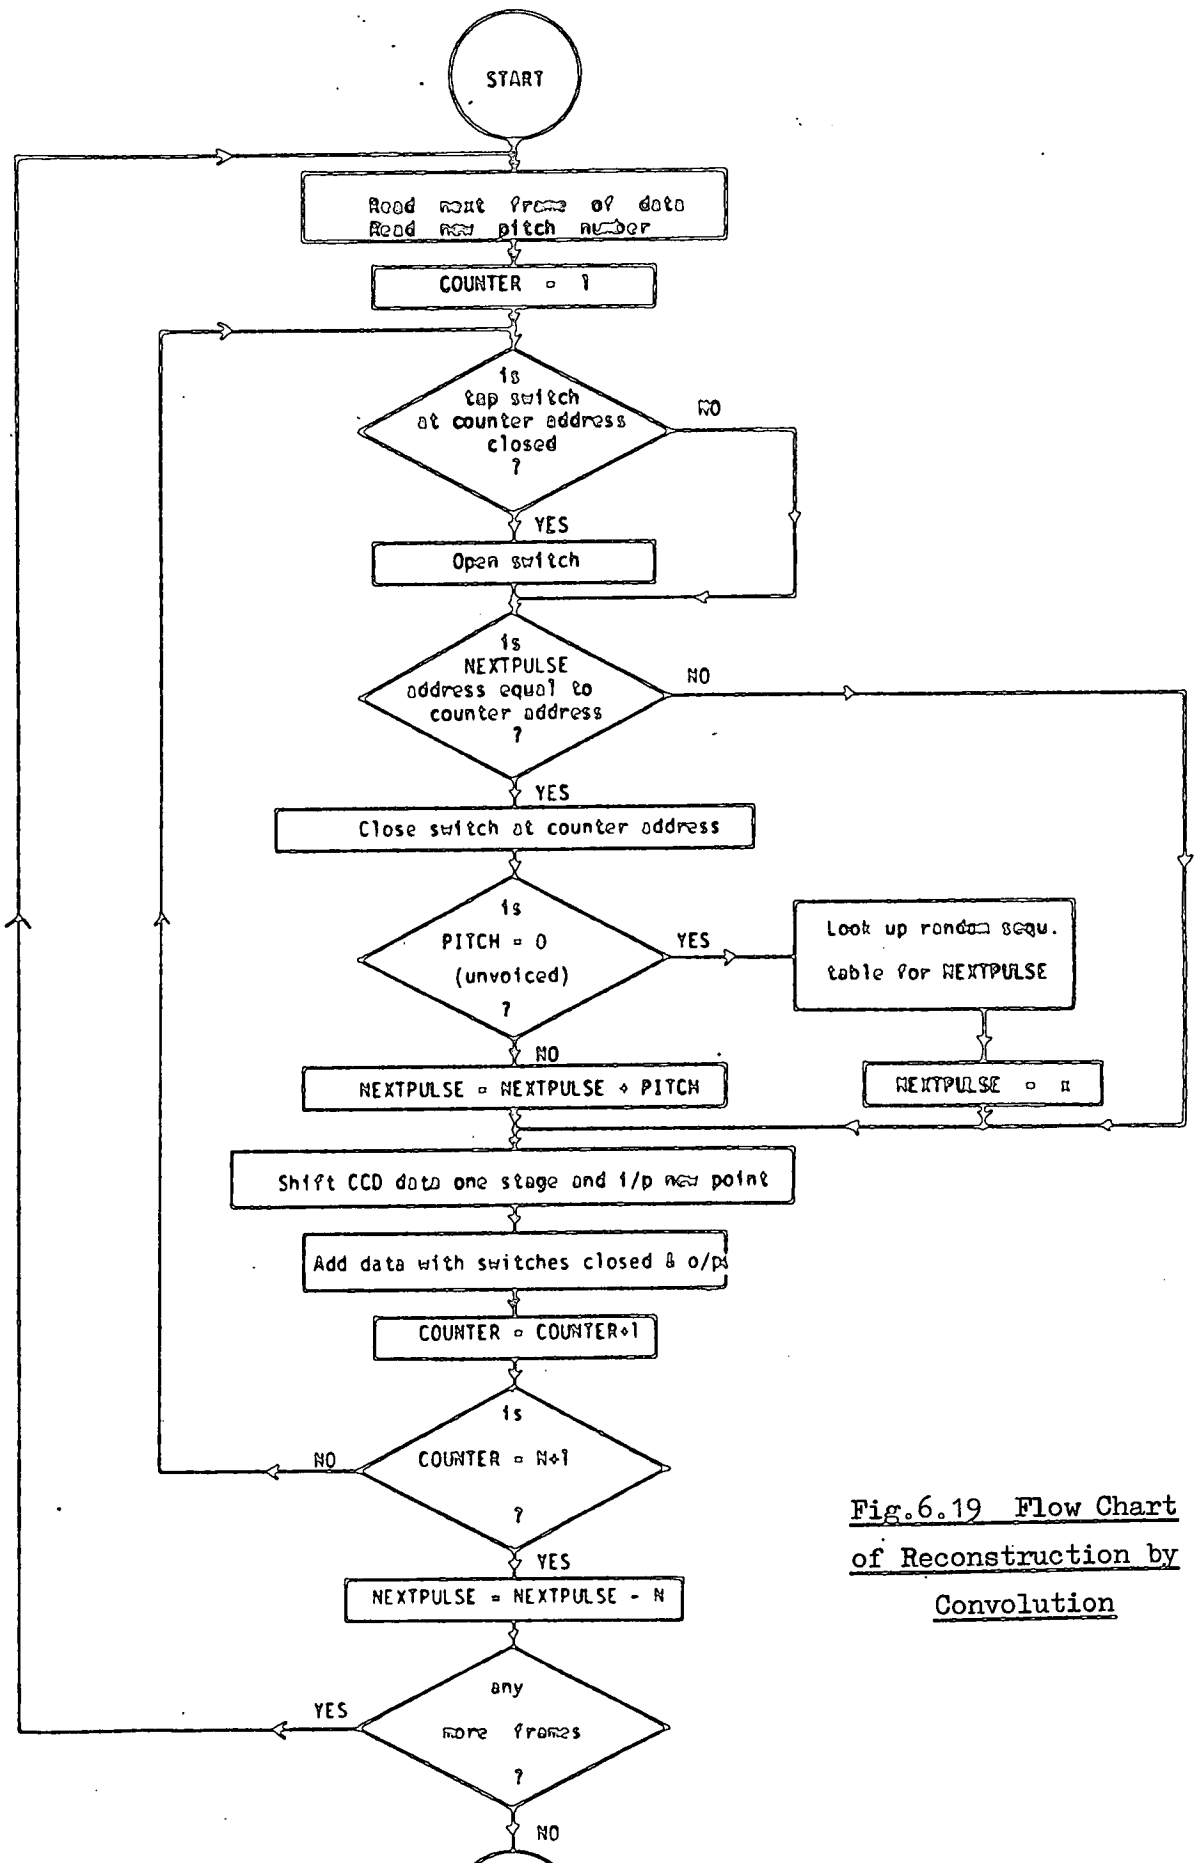 START
Read next frame of data
Read new pitch number
COUNTER = 1
is
tap switch
at counter address
closed
?
NO
YES
Open switch
is
NEXTPULSE
address equal to
counter address
?
NO
YES
Close switch at counter address
is
PITCH = 0
(unvoiced)
?
YES
Look up random sequ.
table for NEXTPULSE
NO
NEXTPULSE = NEXTPULSE + PITCH
NEXTPULSE =
Shift CCD data one stage and i/p new point
Add data with switches closed & o/p
COUNTER = COUNTER+1
is
COUNTER = N+1
?
NO
YES
NEXTPULSE = NEXTPULSE - N
any
more frames
?
YES
NO
Fig.6.19 Flow Chart
of Reconstruction by
Convolution